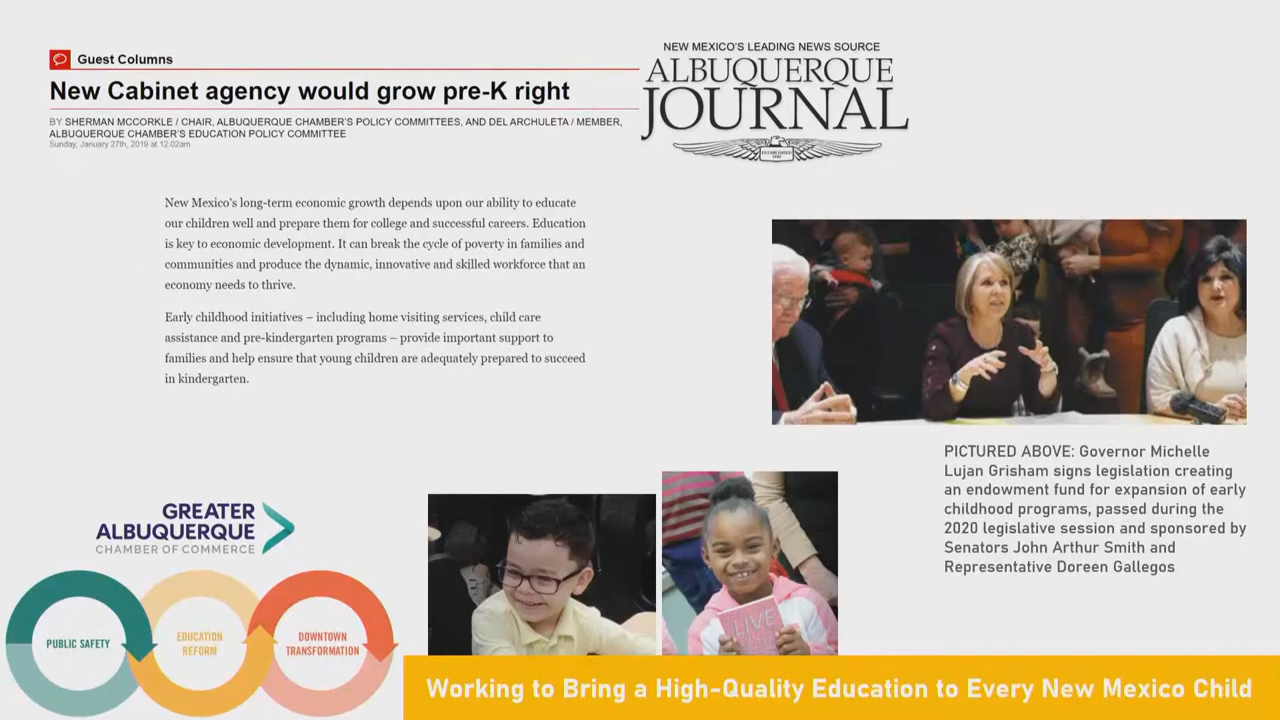 Guest Columns
New Cabinet agency would grow pre-K right
BY SHERMAN MCCORKLE / CHAIR, ALBUQUERQUE CHAMBER'S POLICY COMMITTEES, AND DEL ARCHULETA / MEMBER,
ALBUQUERQUE CHAMBER'S EDUCATION POLICY COMMITTEE
Sunday, January 27th, 2019 at 12:02am
NEW MEXICO'S LEADING NEWS SOURCE
ALBUQUERQUE
JOURNAL
ESTABLISHED
New Mexico's long-term economic growth depends upon our ability to educate
our children well and prepare them for college and successful careers. Education
is key to economic development. It can break the cycle of poverty in families and
communities and produce the dynamic, innovative and skilled workforce that an
economy needs to thrive.
Early childhood initiatives – including home visiting services, child care
assistance and pre-kindergarten programs – provide important support to
families and help ensure that young children are adequately prepared to succeed
in kindergarten.
PICTURED ABOVE: Governor Michelle
Lujan Grisham signs legislation creating
an endowment fund for expansion of early
childhood programs, passed during the
2020 legislative session and sponsored by
Senators John Arthur Smith and
Representative Doreen Gallegos
GREATER
ALBUQUERQUE
CHAMBER OF COMMERCE
PUBLIC SAFETY
EDUCATION
REFORM
DOWNTOWN
TRANSFORMATION
LIVE
Working to Bring a High-Quality Education to Every New Mexico Child